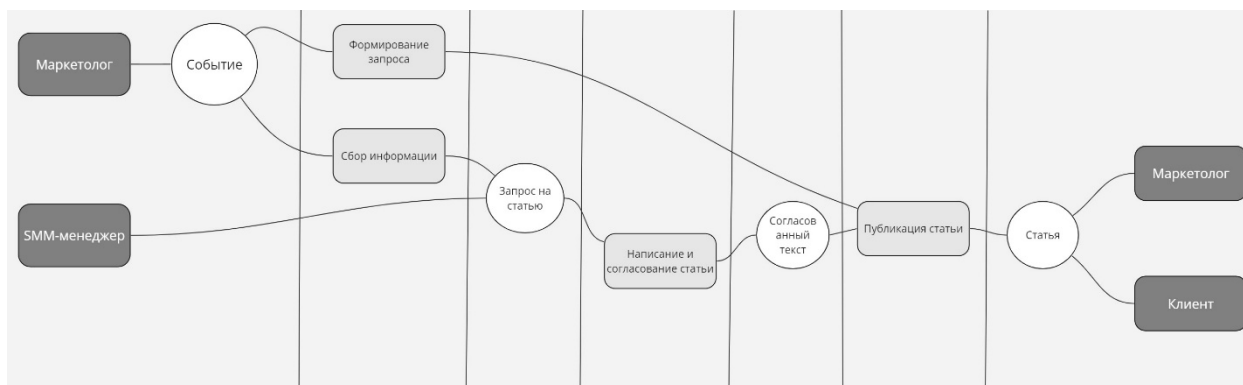 Маркетолог
Событие
Формирование
запроса
Сбор информации
SMM-менеджер
Запрос на
статью
Написание и
согласование статьи
Согласов
анный
текст
Публикация статьи
Статья
Маркетолог
Клиент